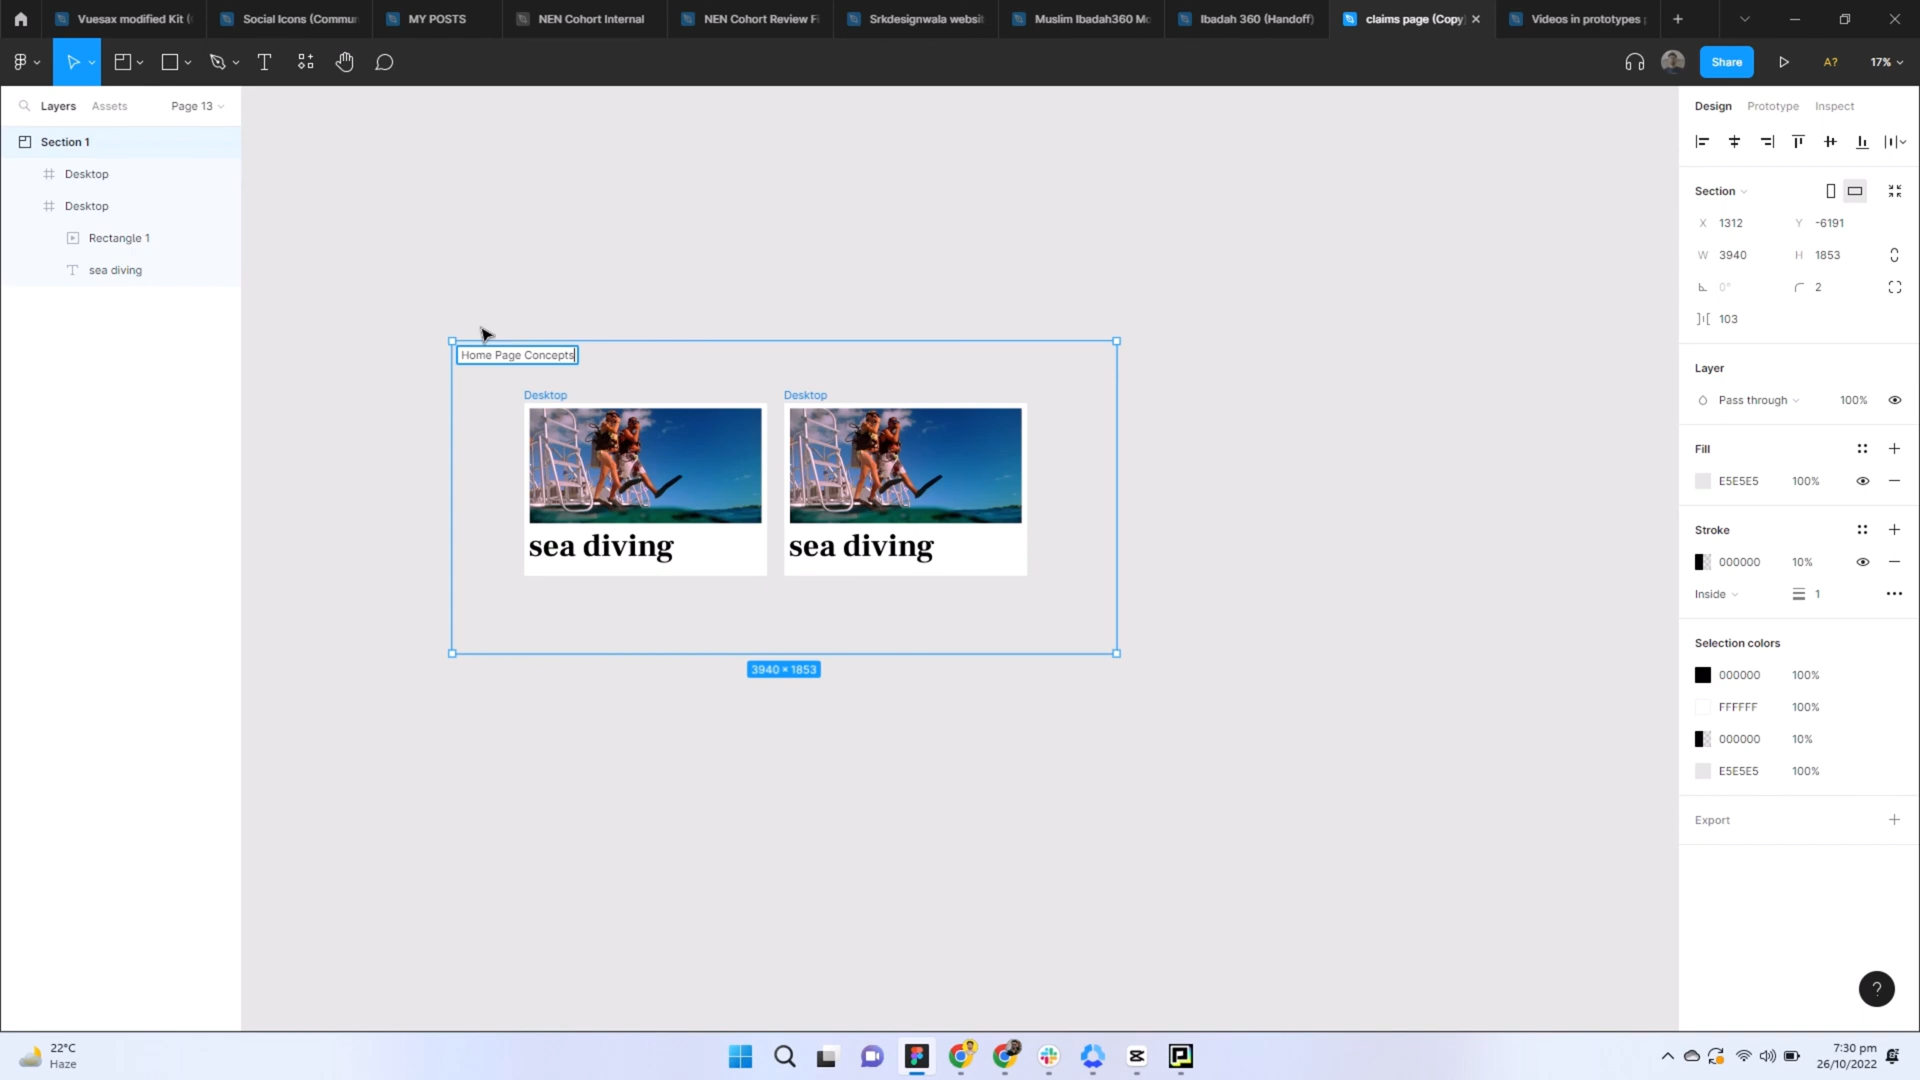 Vuesax modified Kit (
Social Icons (Commun
MY POSTS
NEN Cohort Internal
NEN Cohort Review Fi
Srkdesignwala websit
Muslim Ibadah360 Mo
Ibadah 360 (Handoff)
claims page (Copy)
Videos in prototypes
Share
A?
17%
Layers
Assets
Page 13
Section 1
Desktop
Desktop
Rectangle 1
sea diving
Home Page Concepts
Desktop
Desktop
sea diving
sea diving
3940 × 1853
Design
Prototype
Inspect
Section
X 1312
Y -6191
W 3940
H 1853
0°
2
103
Layer
Pass through
100%
Fill
E5E5E5 100%
Stroke
000000 10%
Inside
1
Selection colors
000000 100%
FFFFFF 100%
000000 10%
E5E5E5 100%
Export
?
22°C
Haze
7:30 pm
26/10/2022